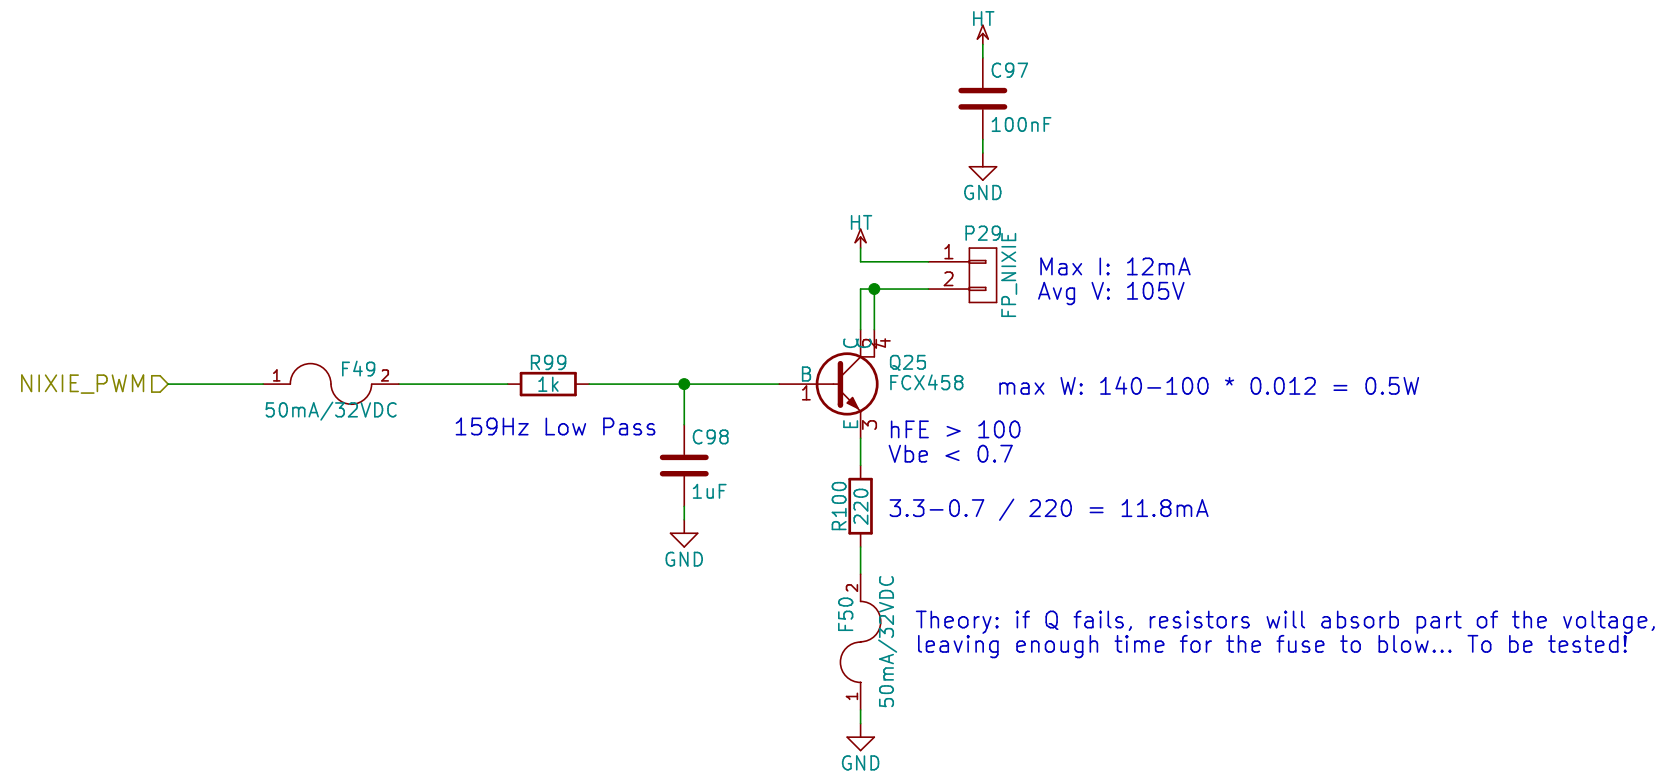 HT
C97
100nF
GND
HT
P29
FP_NIXIE
1
2
Max I: 12mA
Avg V: 105V
NIXIE_PWM
1
F49
2
50mA/32VDC
R99
1k
159Hz Low Pass
C98
1uF
GND
B
1
C
4
Q25
FCX458
max W: 140-100 * 0.012 = 0.5W
E
3
hFE > 100
Vbe < 0.7
R100
220
3.3-0.7 / 220 = 11.8mA
2
F50
50mA/32VDC
1
Theory: if Q fails, resistors will absorb part of the voltage,
leaving enough time for the fuse to blow... To be tested!
GND